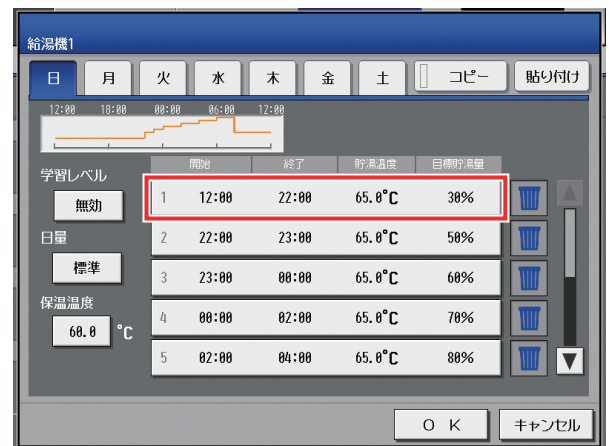 給湯機1
日 月 火 水 木 金 土 コピー 貼り付け
12:00 18:00 00:00 06:00 12:00
開始 終了 貯湯温度 目標貯湯量
学習レベル
無効
日量
標準
保温温度
60.0 °C
1 12:00 22:00 65.0°C 30%
2 22:00 23:00 65.0°C 50%
3 23:00 00:00 65.0°C 60%
4 00:00 02:00 65.0°C 70%
5 02:00 04:00 65.0°C 80%
OK キャンセル